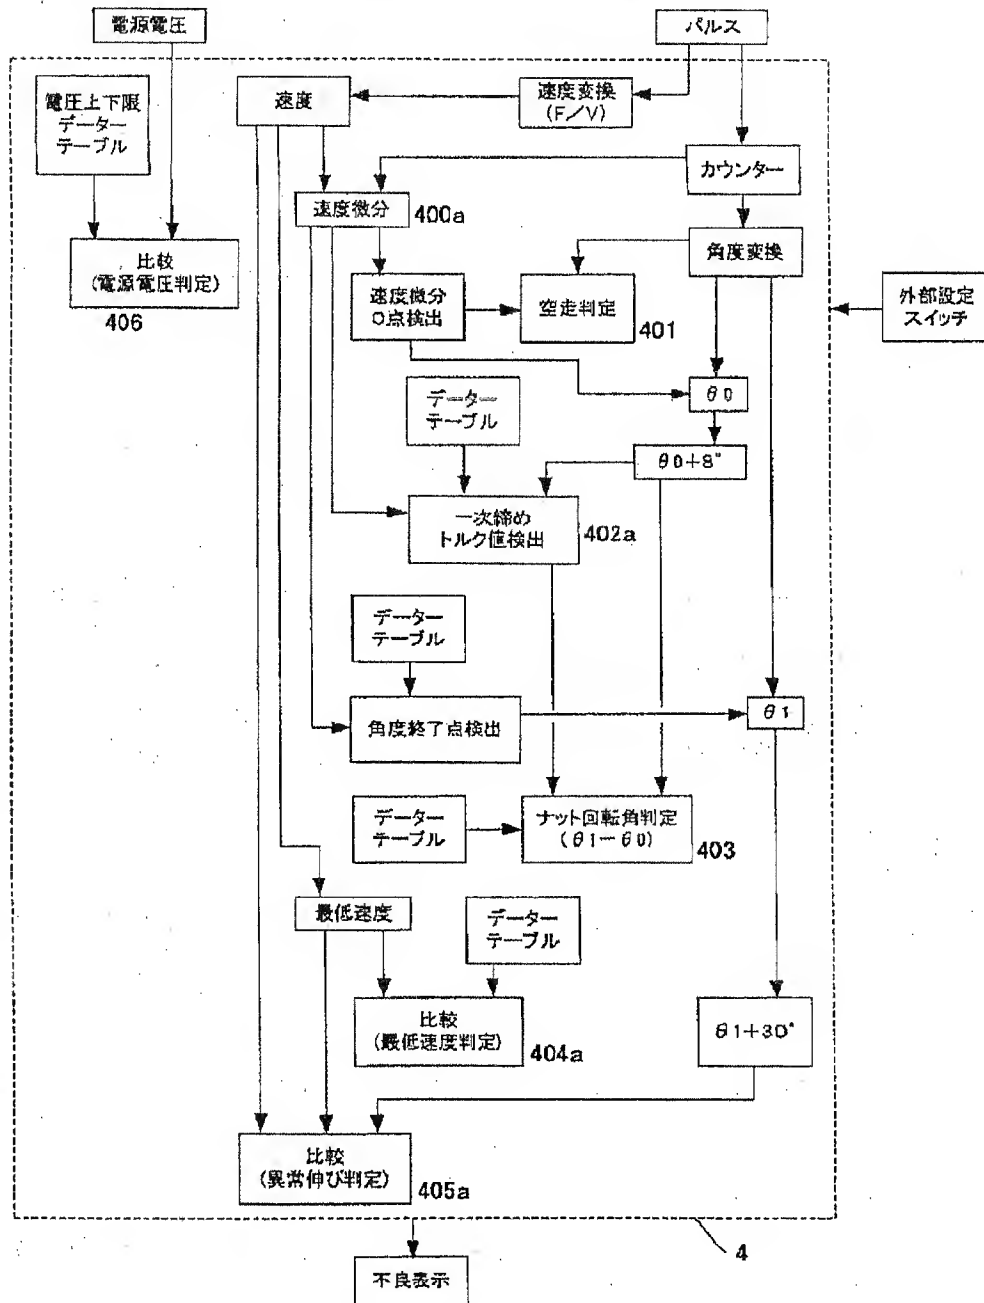 電源電圧
パルス
電圧上下限
データー
テーブル
速度
速度変換
(F/V)
カウンター
速度微分
400a
角度変換
比較
(電源電圧判定)
406
速度微分
0点検出
空走判定
401
外部設定
スイッチ
θ0
データー
テーブル
θ0+8°
一次締め
トルク値検出
402a
データー
テーブル
角度終了点検出
θ1
データー
テーブル
ナット回転角判定
(θ1-θ0)
403
最低速度
データー
テーブル
比較
(最低速度判定)
404a
θ1+30°
比較
(異常伸び判定)
405a
4
不良表示